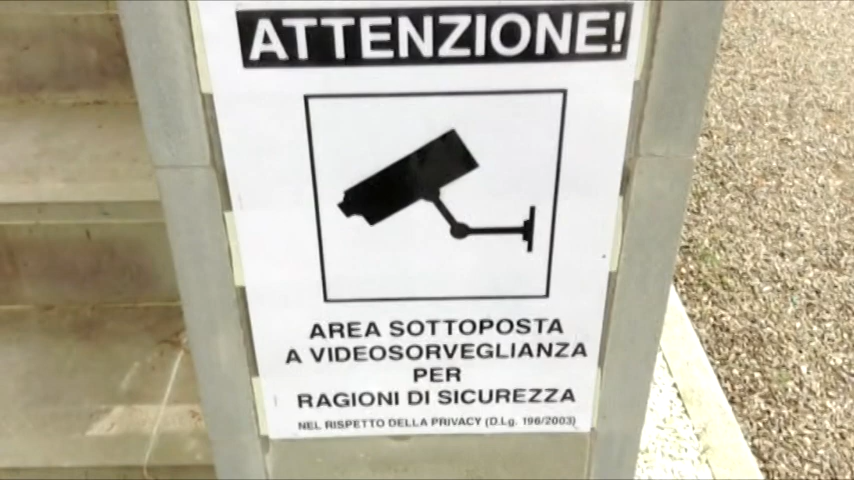 ATTENZIONE!
AREA SOTTOPOSTA
A VIDEOSORVEGLIANZA
PER
RAGIONI DI SICUREZZA
NEL RISPETTO DELLA PRIVACY (D.Lg. 196/2003)